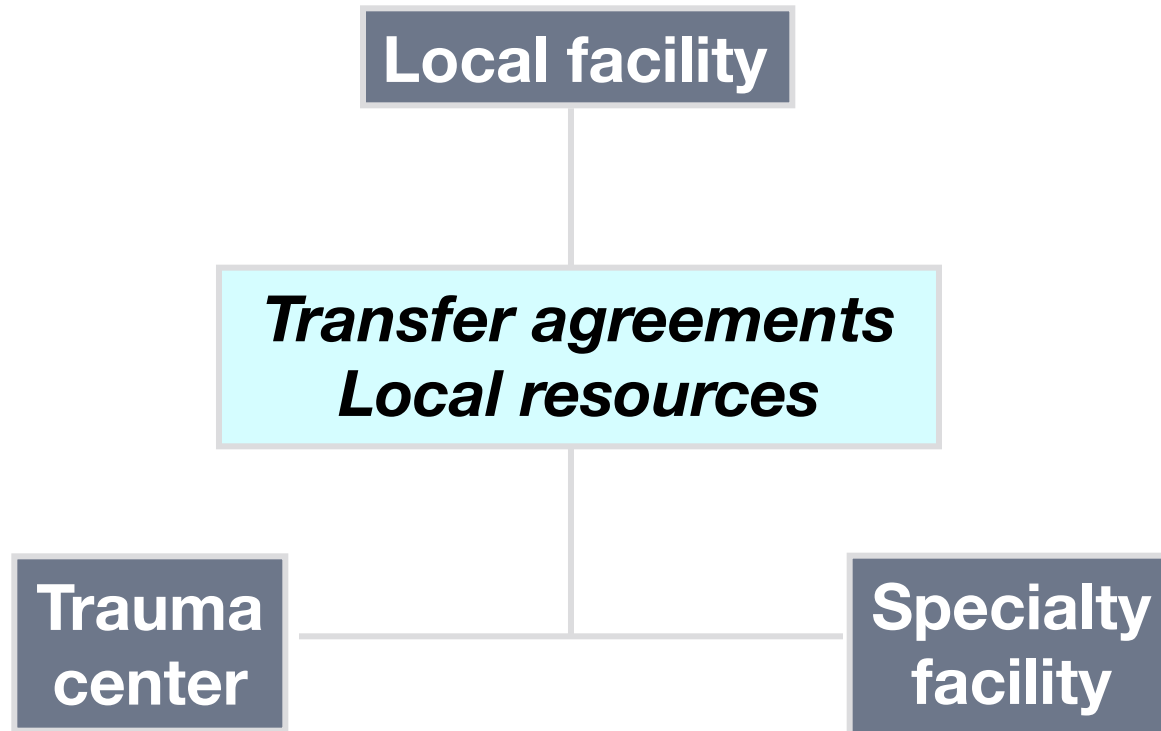 Local facility
Transfer agreements
Local resources
Trauma
center
Specialty
facility